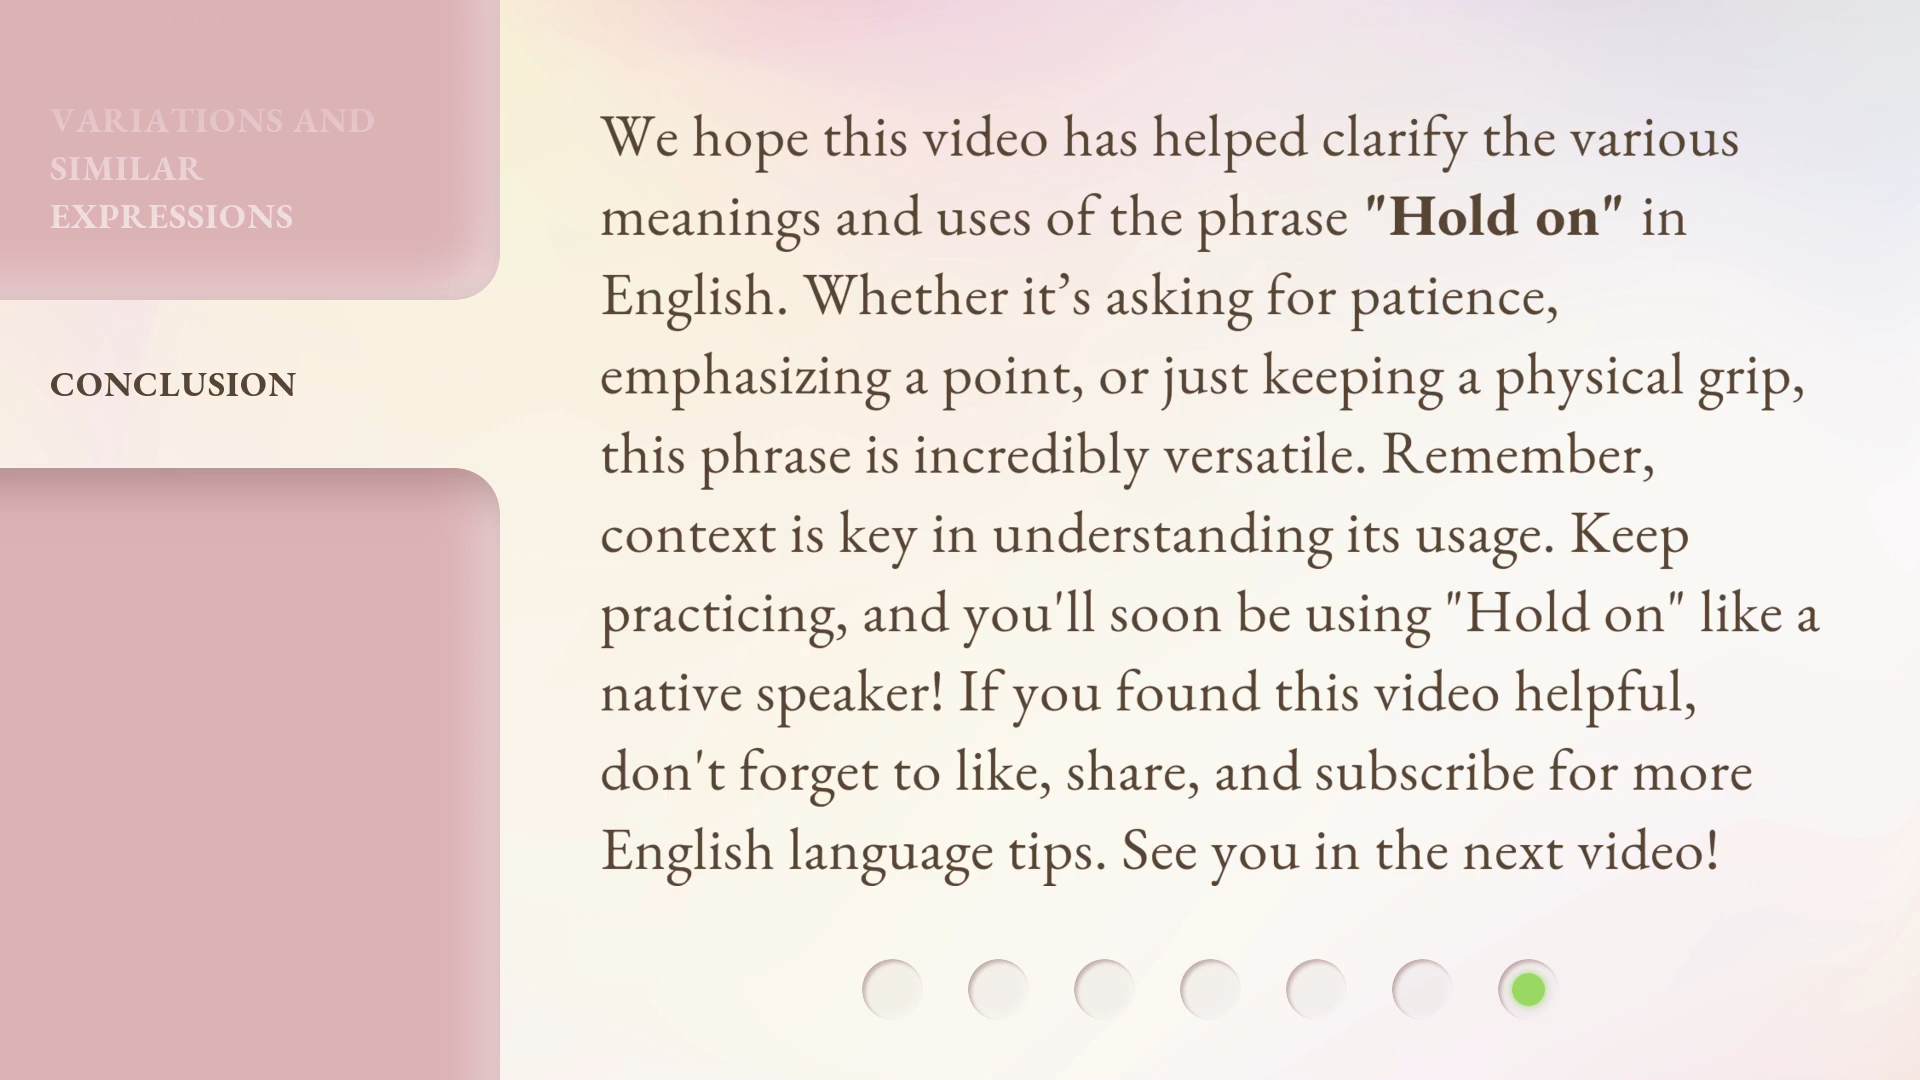 VARIATIONS AND
SIMILAR
EXPRESSIONS
CONCLUSION
We hope this video has helped clarify the various
meanings and uses of the phrase "Hold on" in
English. Whether it’s asking for patience,
emphasizing a point, or just keeping a physical grip,
this phrase is incredibly versatile. Remember,
context is key in understanding its usage. Keep
practicing, and you'll soon be using "Hold on" like a
native speaker! If you found this video helpful,
don't forget to like, share, and subscribe for more
English language tips. See you in the next video!